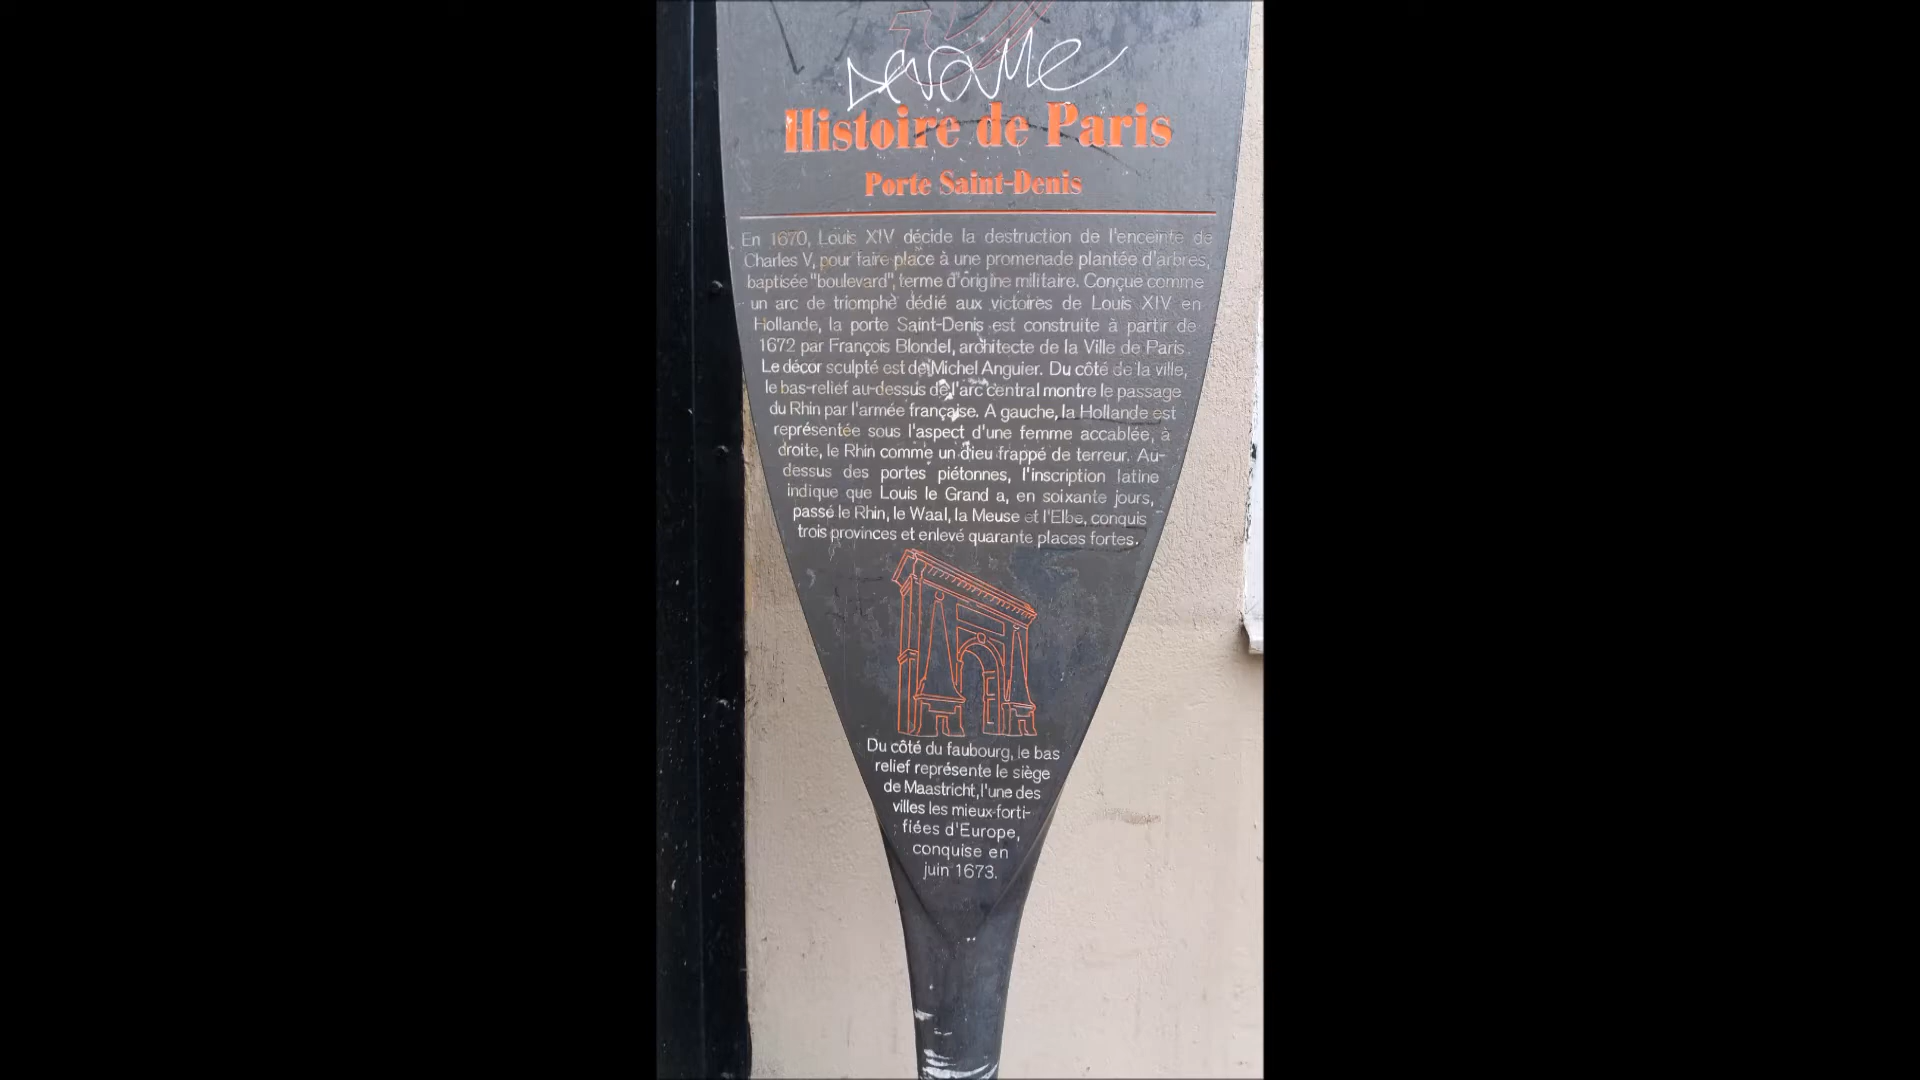 Histoire de Paris
Porte Saint-Denis
En 1670, Louis XIV décide la destruction de l'enceinte de
Charles V, pour faire place à une promenade plantée d'arbres,
baptisée "boulevard", terme d'origine militaire. Conçue comme
un arc de triomphe dédié aux victoires de Louis XIV en
Hollande, la porte Saint-Denis est construite à partir de
1672 par François Blondel, architecte de la Ville de Paris.
Le décor sculpté est de Michel Anguier. Du côté de la ville,
le bas-relief au-dessus de l'arc central montre le passage
du Rhin par l'armée française. A gauche, la Hollande est
représentée sous l'aspect d'une femme accablée, à
droite, le Rhin comme un dieu frappé de terreur. Au-
dessus des portes piétonnes, l'inscription latine
indique que Louis le Grand a, en soixante jours,
passé le Rhin, le Waal, la Meuse et l'Elbe, conquis
trois provinces et enlevé quarante places fortes.
Du côté du faubourg, le bas
relief représente le siège
de Maastricht, l'une des
villes les mieux forti-
fiées d'Europe,
conquise en
juin 1673.